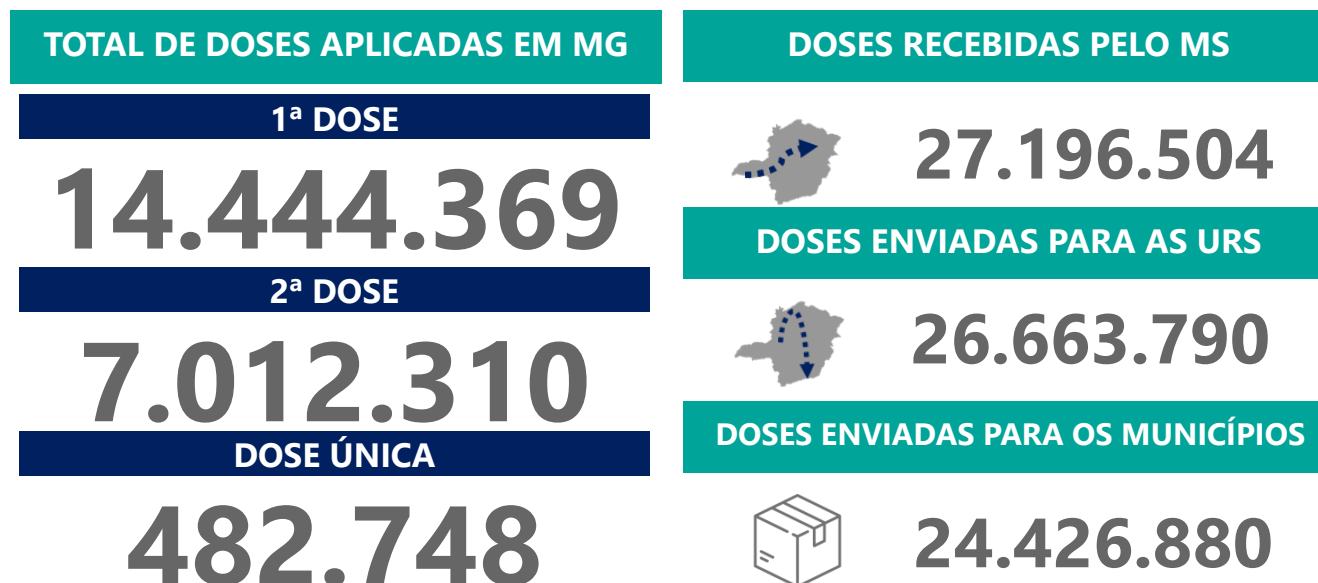 TOTAL DE DOSES APLICADAS EM MG
1ª DOSE
14.444.369
2ª DOSE
7.012.310
DOSE ÚNICA
482.748
DOSES RECEBIDAS PELO MS
27.196.504
DOSES ENVIADAS PARA AS URS
26.663.790
DOSES ENVIADAS PARA OS MUNICÍPIOS
24.426.880